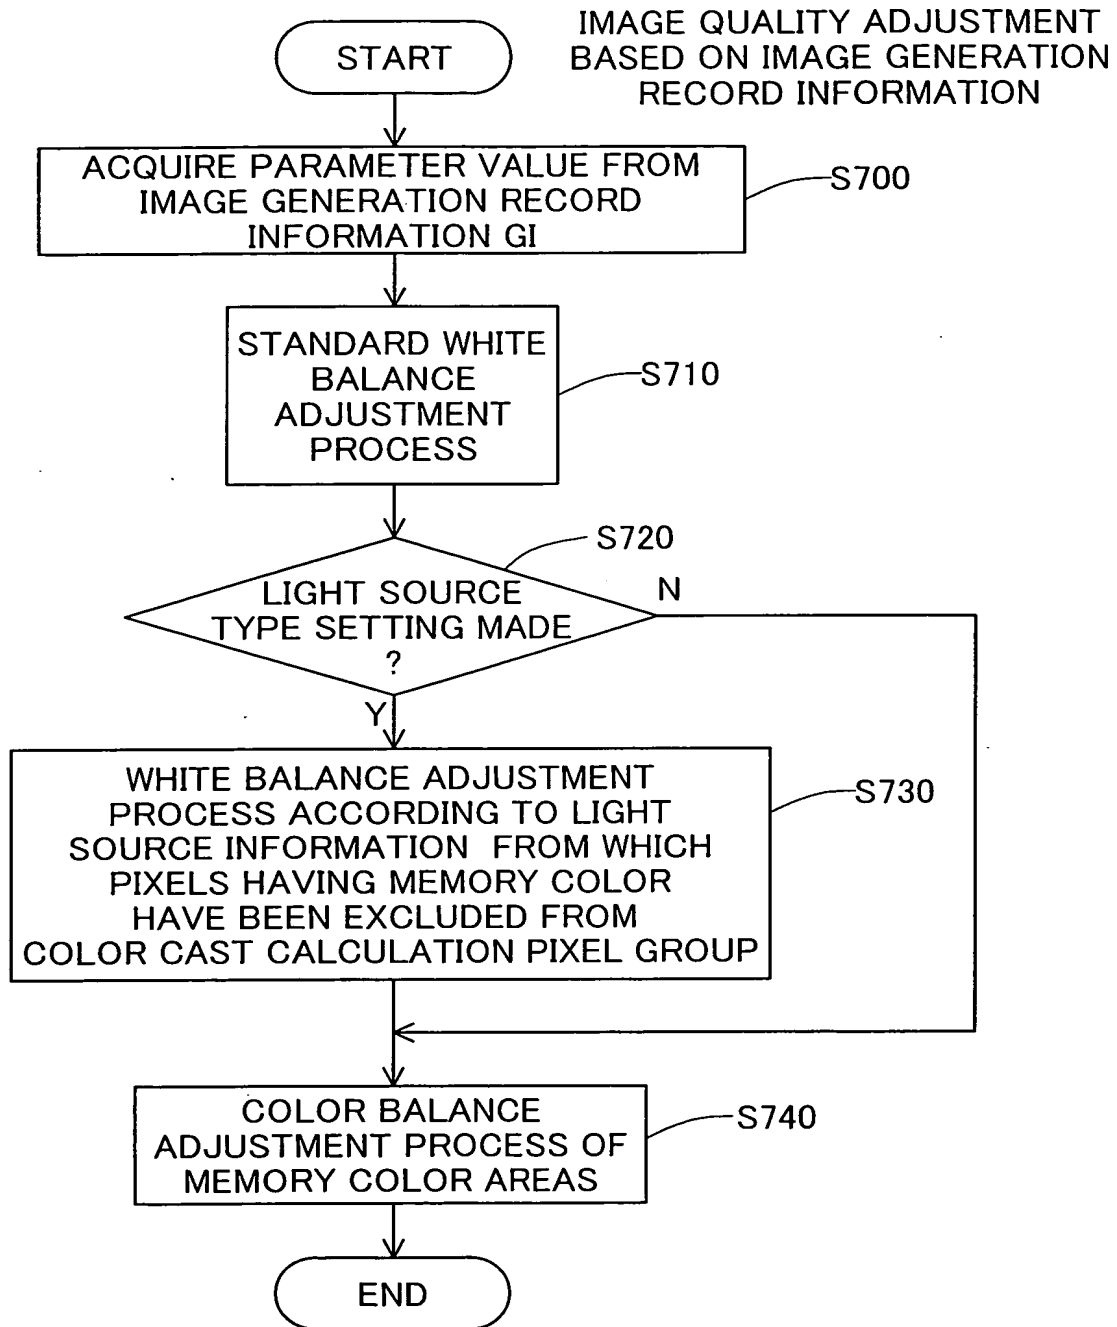 IMAGE QUALITY ADJUSTMENT
BASED ON IMAGE GENERATION
RECORD INFORMATION
START
ACQUIRE PARAMETER VALUE FROM
IMAGE GENERATION RECORD
INFORMATION GI
S700
STANDARD WHITE
BALANCE
ADJUSTMENT
PROCESS
S710
S720
LIGHT SOURCE
TYPE SETTING MADE
?
N
Y
WHITE BALANCE ADJUSTMENT
PROCESS ACCORDING TO LIGHT
SOURCE INFORMATION FROM WHICH
PIXELS HAVING MEMORY COLOR
HAVE BEEN EXCLUDED FROM
COLOR CAST CALCULATION PIXEL GROUP
S730
COLOR BALANCE
ADJUSTMENT PROCESS OF
MEMORY COLOR AREAS
S740
END